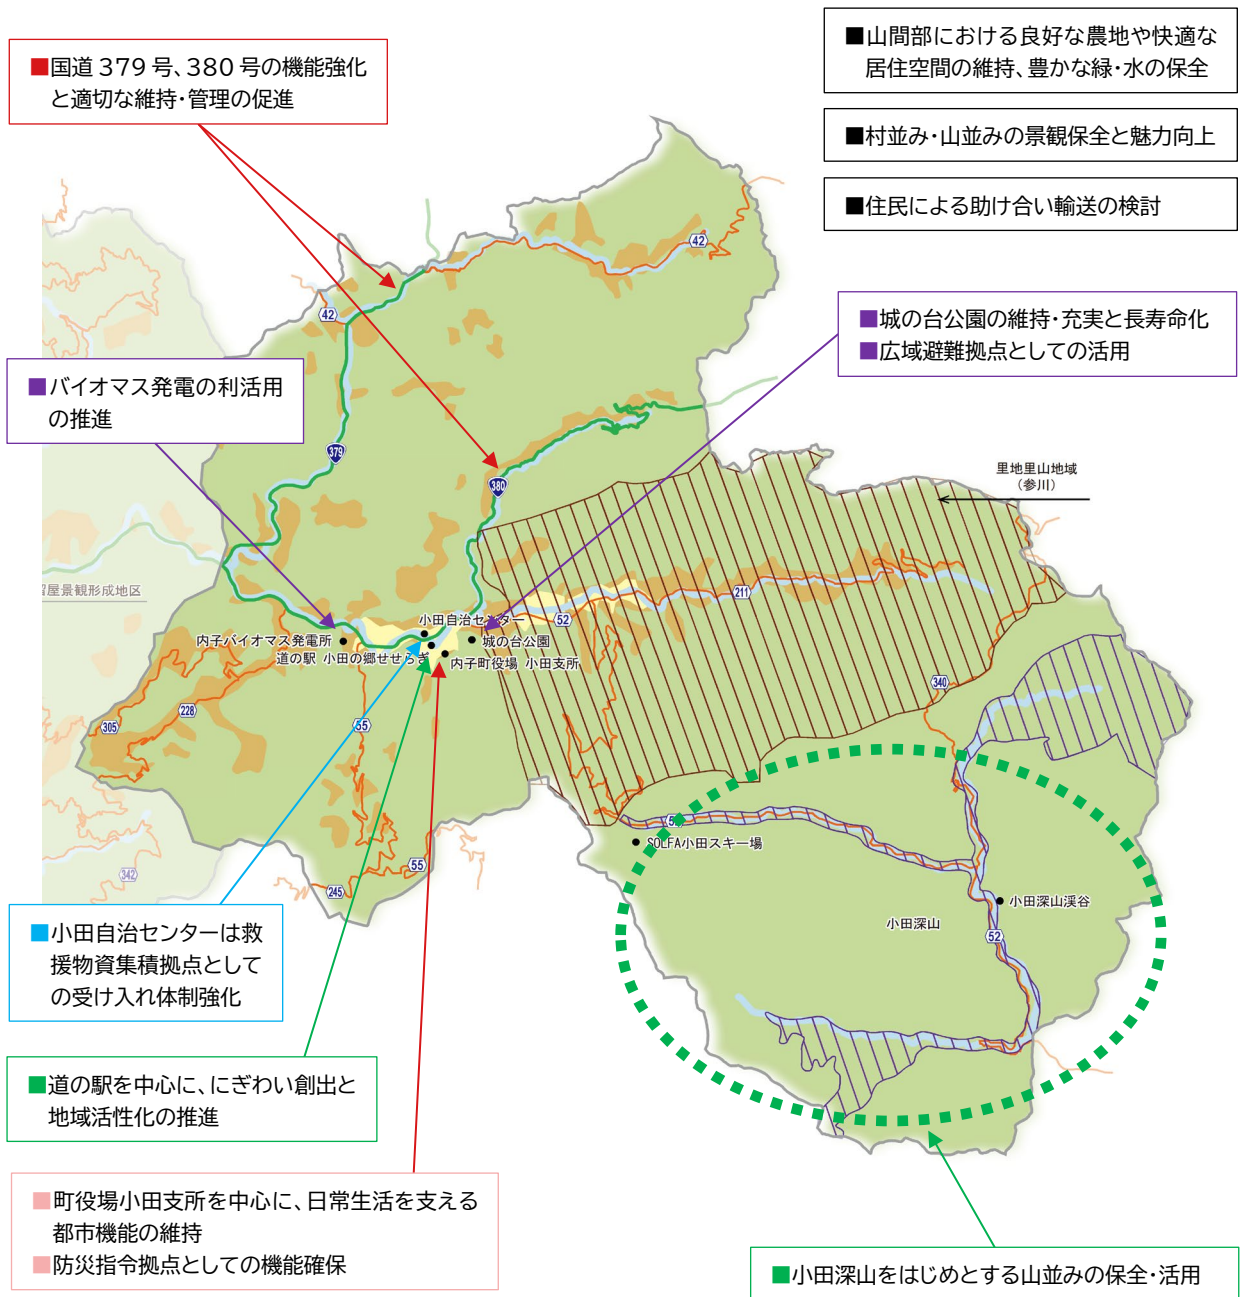 ■国道379号、380号の機能強化
と適切な維持・管理の促進
■山間部における良好な農地や快適な
居住空間の維持、豊かな緑・水の保全
■村並み・山並みの景観保全と魅力向上
■住民による助け合い輸送の検討
■城の台公園の維持・充実と長寿命化
■広域避難拠点としての活用
■バイオマス発電の利活用
の推進
42
42
379
380
里地里山地域
(参川)
屋景観形成地区
211
52
小田自治センター
城の台公園
内子バイオマス発電所
道の駅 小田の郷せせらぎ
内子町役場 小田支所
340
305
228
55
SOLFA小田スキー場
342
245
55
小田深山渓谷
小田深山
52
■小田自治センターは救
援物資集積拠点として
の受け入れ体制強化
■道の駅を中心に、にぎわい創出と
地域活性化の推進
■町役場小田支所を中心に、日常生活を支える
都市機能の維持
■防災指令拠点としての機能確保
■小田深山をはじめとする山並みの保全・活用